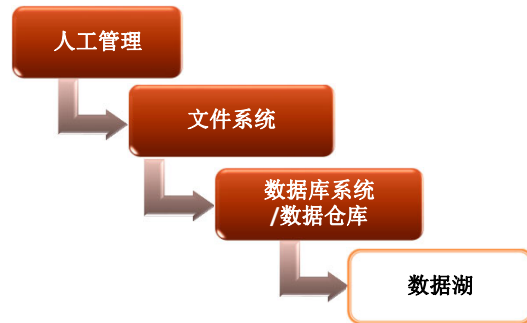 人工管理
文件系统
数据库系统
/数据仓库
数据湖